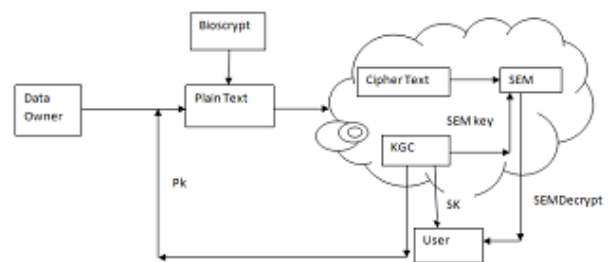 Bioscrypt
Cipher Text
SEM
Data
Owner
Plain Text
SEM key
KGC
Pk
SK
SEMDecrypt
User